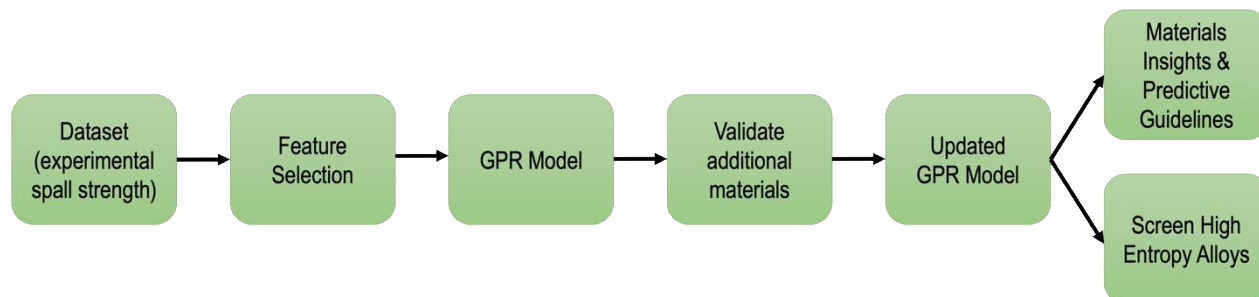 Dataset
(experimental
spall strength)
Feature
Selection
GPR Model
Validate
additional
materials
Updated
GPR Model
Materials
Insights &
Predictive
Guidelines
Screen High
Entropy Alloys